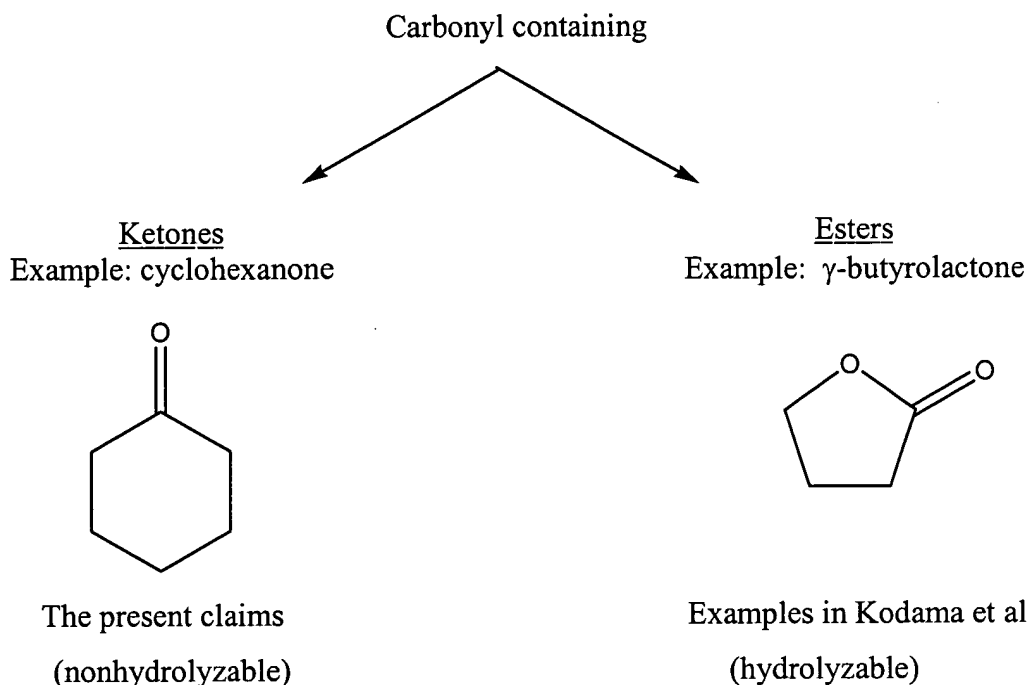 Carbonyl containing
Ketones
Example: cyclohexanone
O
The present claims
(nonhydrolyzable)
Esters
Example: γ-butyrolactone
O
O
Examples in Kodama et al
(hydrolyzable)